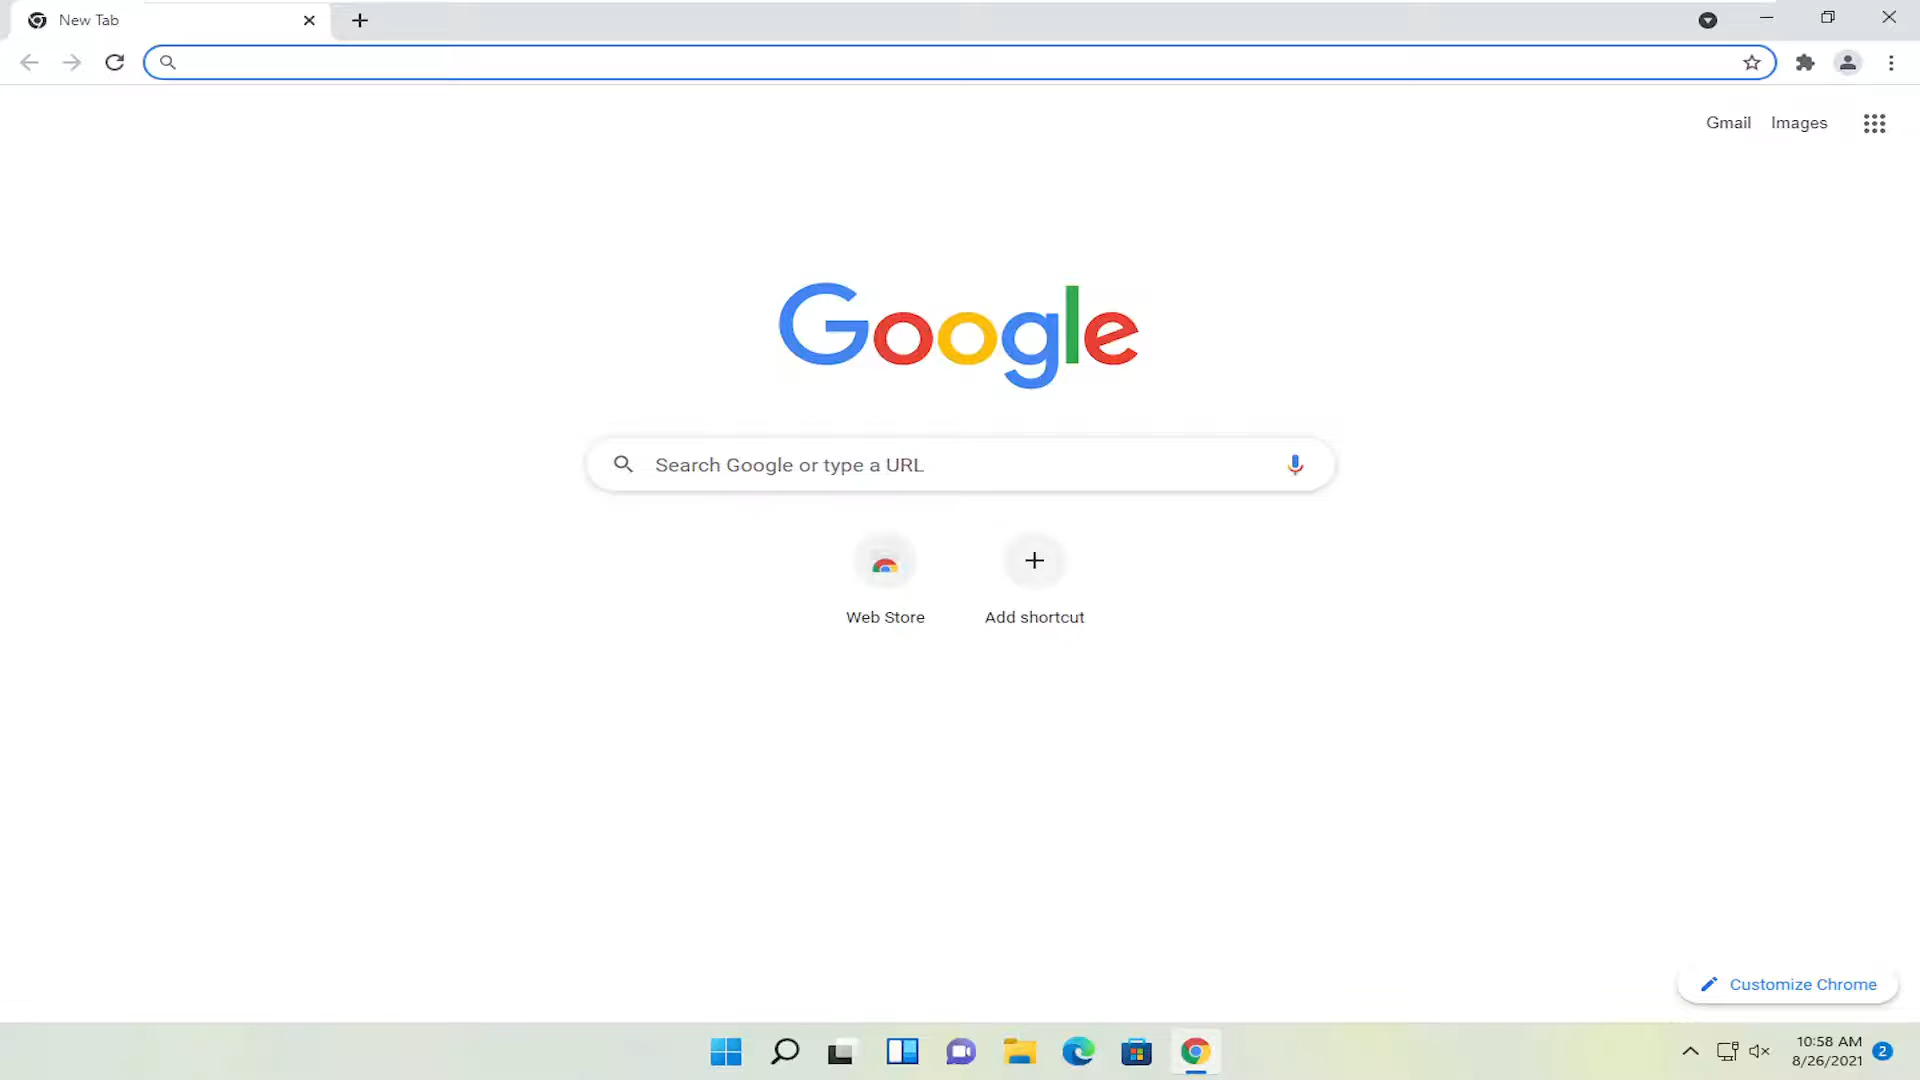 New Tab
Gmail Images
Google
Search Google or type a URL
Web Store
Add shortcut
Customize Chrome
10:58 AM
8/26/2021
2